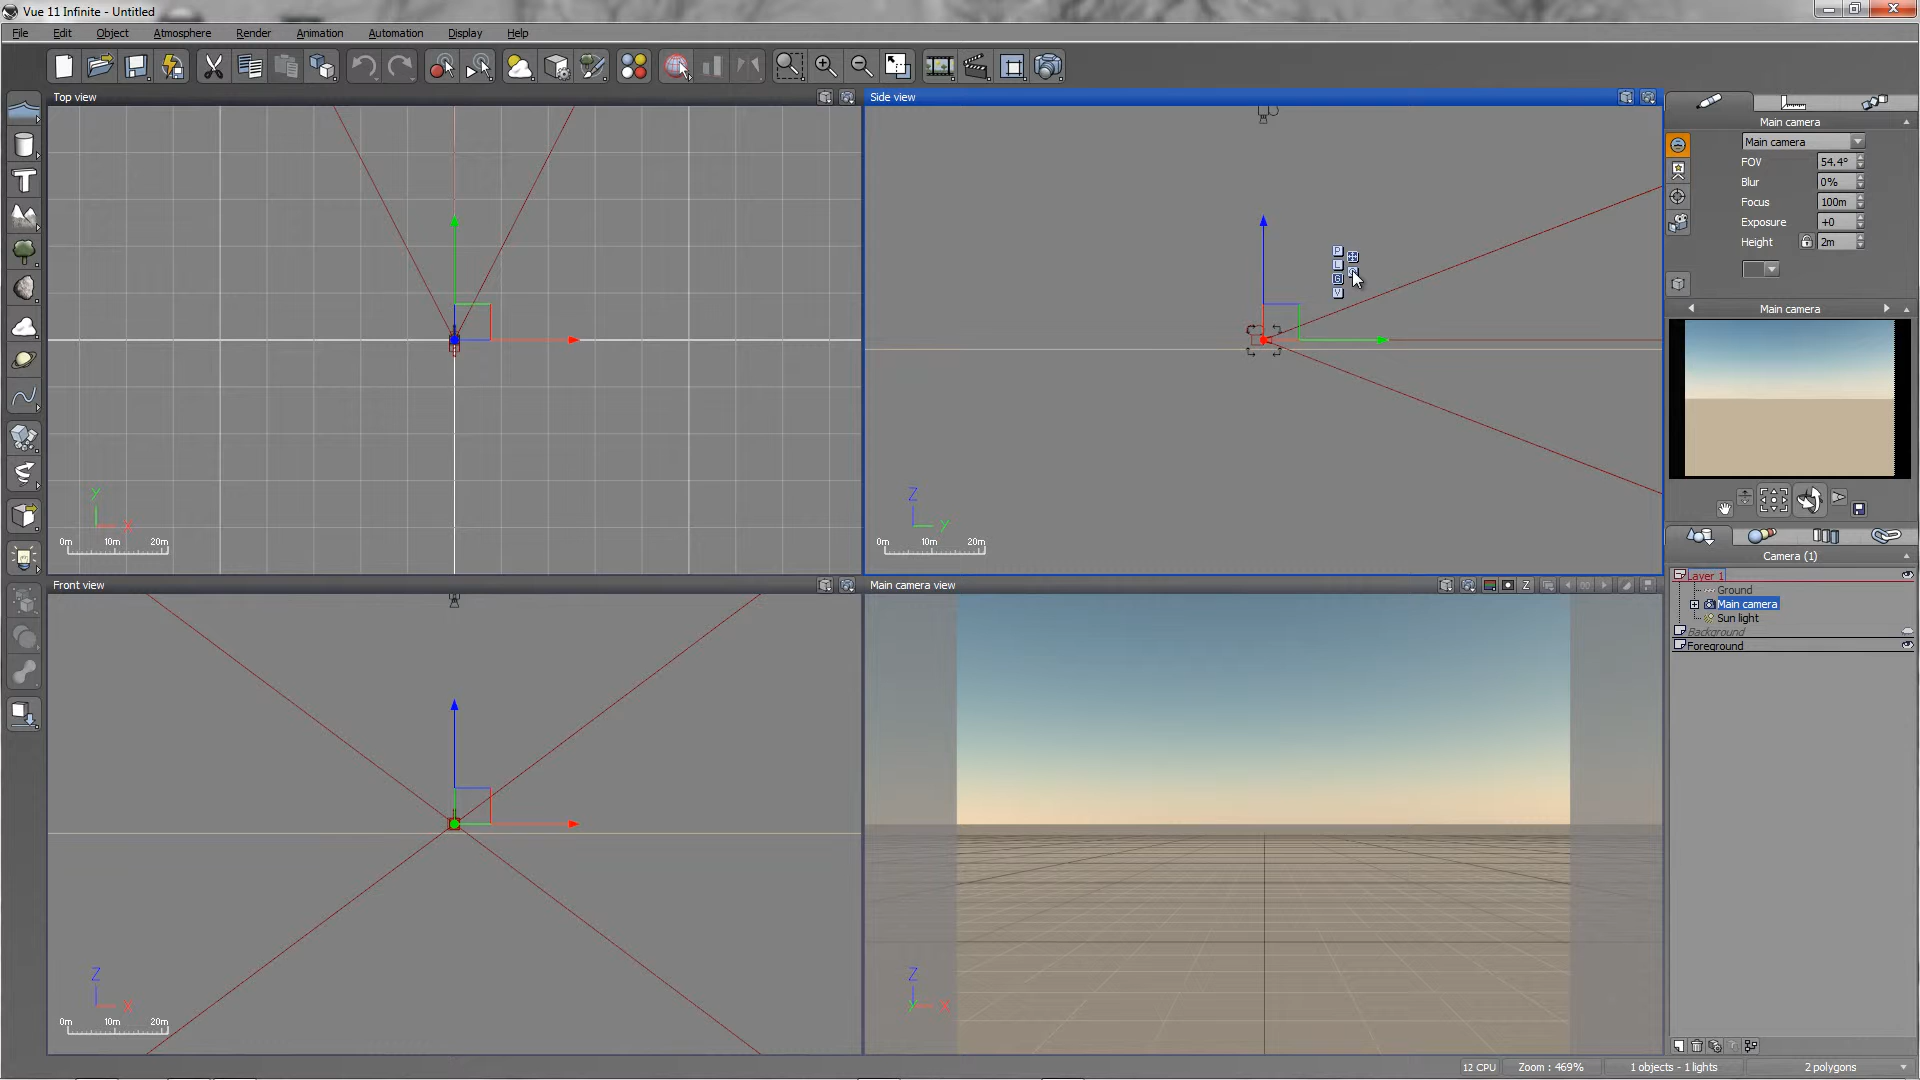 Vue 11 Infinite - Untitled
File Edit Object Atmosphere Render Animation Automation Display Help
Top view
Side view
Main camera
Main camera
FOV 54.4°
Blur 0%
Focus 100m
Exposure +0
Height 2m
P
L
G
V
Main camera
y
x
0m 10m 20m
Z
y
0m 10m 20m
Camera (1)
Layer 1
Ground
Main camera
Sun light
Background
Foreground
Front view
Main camera view
Z
Z
x
0m 10m 20m
Z
y
x
12 CPU Zoom : 469% 1 objects - 1 lights 2 polygons